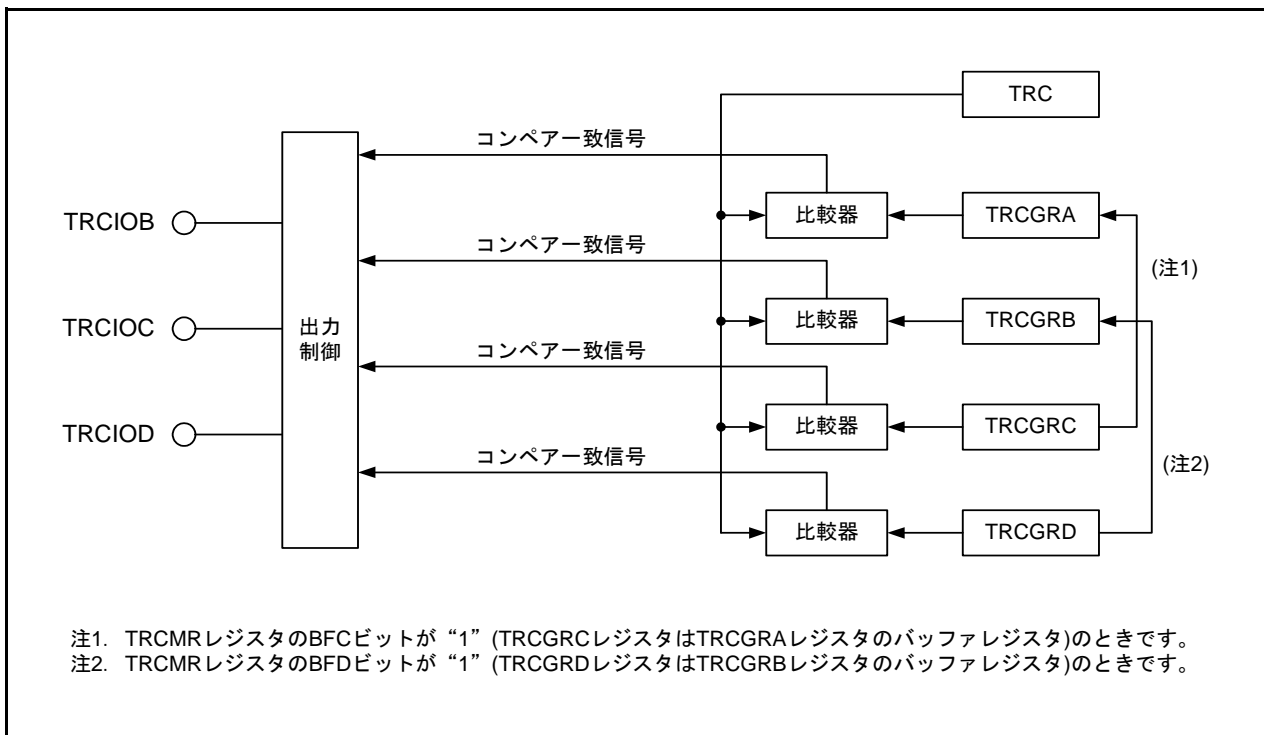 TRC
コンペア一致信号
比較器
TRCGRA
TRCIOB
コンペア一致信号
(注1)
比較器
TRCGRB
TRCIOC
出力
制御
コンペア一致信号
比較器
TRCGRC
TRCIOD
コンペア一致信号
(注2)
比較器
TRCGRD
注1. TRCMRレジスタのBFCビットが“1”(TRCGRCレジスタはTRCGRAレジスタのバッファレジスタ)のときです。
注2. TRCMRレジスタのBFDビットが“1”(TRCGRDレジスタはTRCGRBレジスタのバッファレジスタ)のときです。